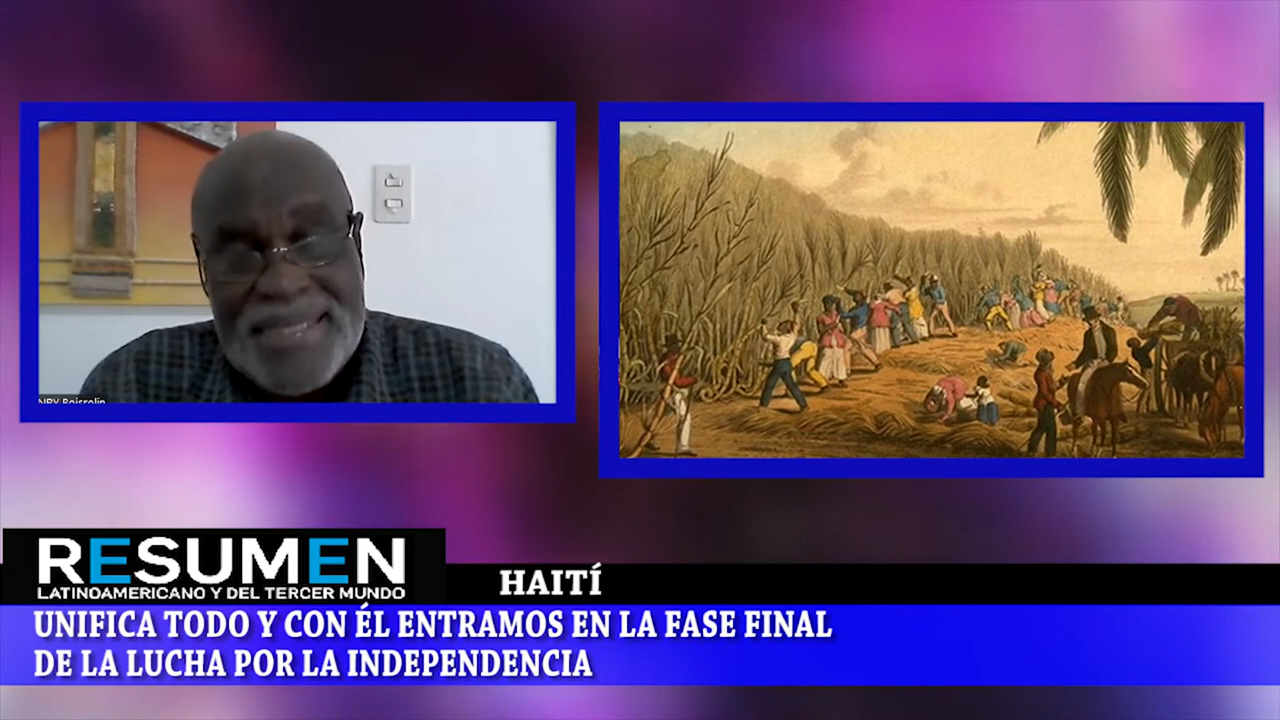 Boisrolin
RESUMEN
LATINOAMERICANO Y DEL TERCER MUNDO
HAITÍ
UNIFICA TODO Y CON ÉL ENTRAMOS EN LA FASE FINAL
DE LA LUCHA POR LA INDEPENDENCIA